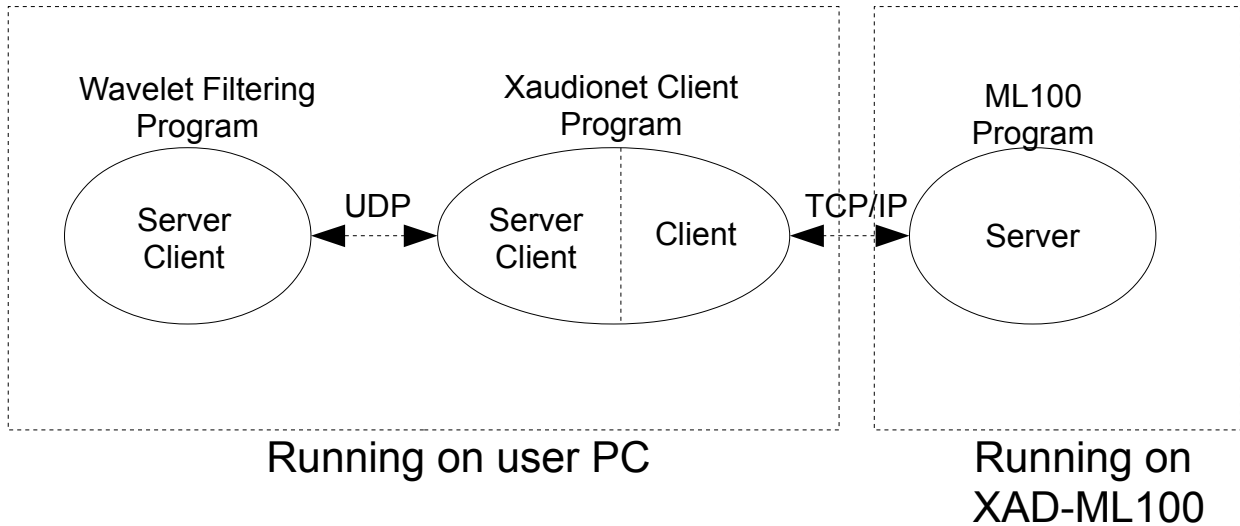 Wavelet Filtering
Program
Xaudionet Client
Program
ML100
Program
Server
Client
UDP
Server
Client
Client
TCP/IP
Server
Running on user PC
Running on
XAD-ML100